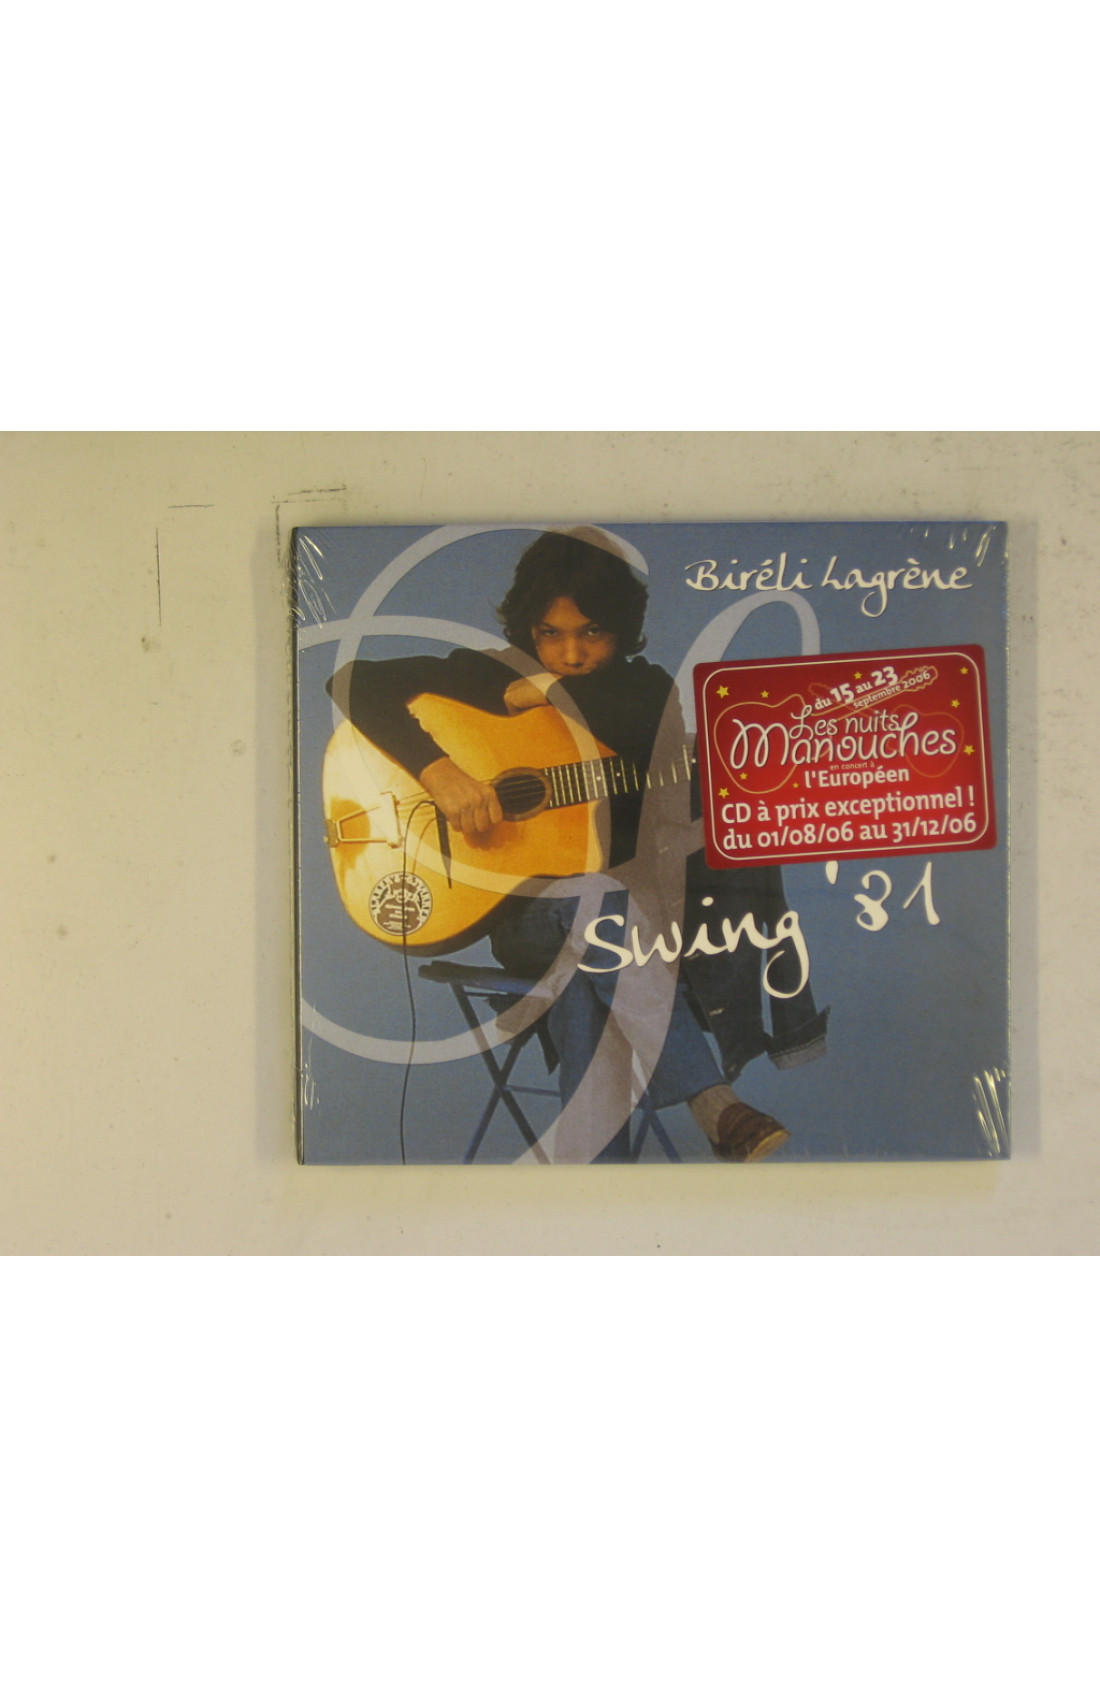 Biréli Lagrène
du 15 au 23
septembre 2006
Les nuits
Manouches
en concert à
l'Européen
CD à prix exceptionnel !
du 01/08/06 au 31/12/06
Swing '81